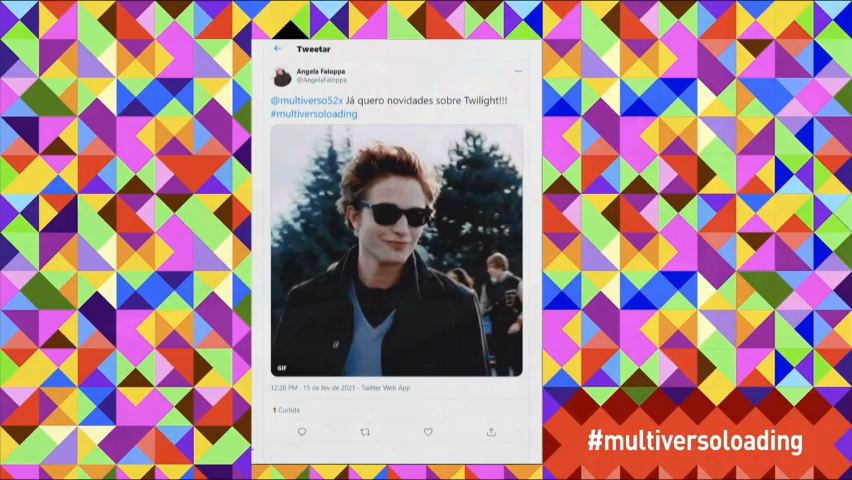 Tweetar
Angela Faloppa
@AngelaFaloppa
@multiverso52x Já quero novidades sobre Twilight!!!
#multiversoloading
GIF
12:28 PM · 15 de fev de 2021 · Twitter Web App
1 Curtida
#multiversoloading